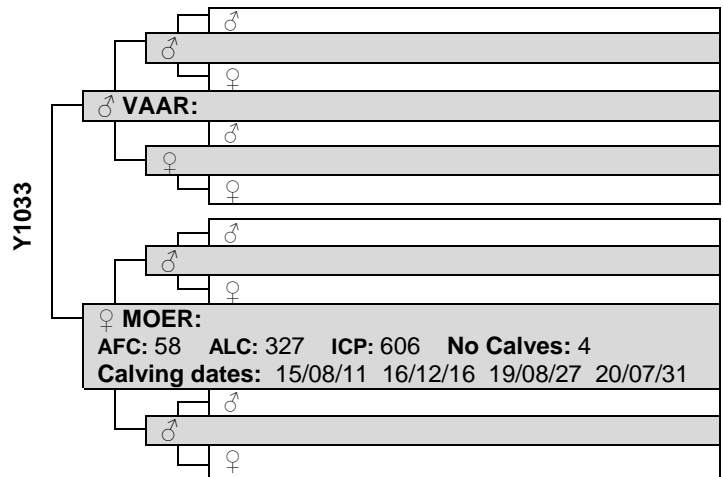 ♂
♂
♀
♂ VAAR:
♂
♀
♀
Y1033
♂
♂
♀
♀ MOER:
AFC: 58 ALC: 327 ICP: 606 No Calves: 4
Calving dates: 15/08/11 16/12/16 19/08/27 20/07/31
♂
♂
♀